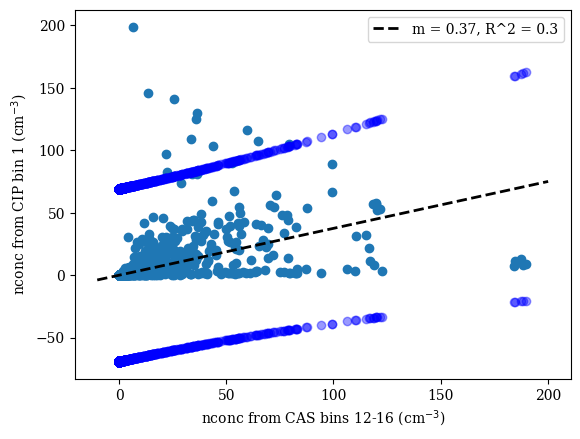 m = 0.37, R^2 = 0.3
200
150
100
50
0
−50
nconc from CIP bin 1 (cm⁻³)
0 50 100 150 200
nconc from CAS bins 12-16 (cm⁻³)